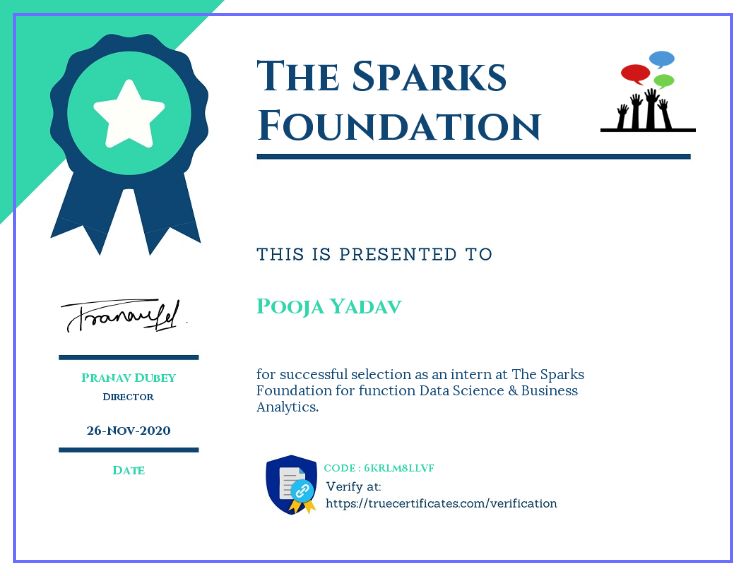 The Sparks
Foundation
THIS IS PRESENTED TO
Pooja Yadav
for successful selection as an intern at The Sparks
Foundation for function Data Science & Business
Analytics.
Pranav Dubey
Director
26-Nov-2020
Date
CODE : 6KRLM8LLVF
Verify at:
https://truecertificates.com/verification